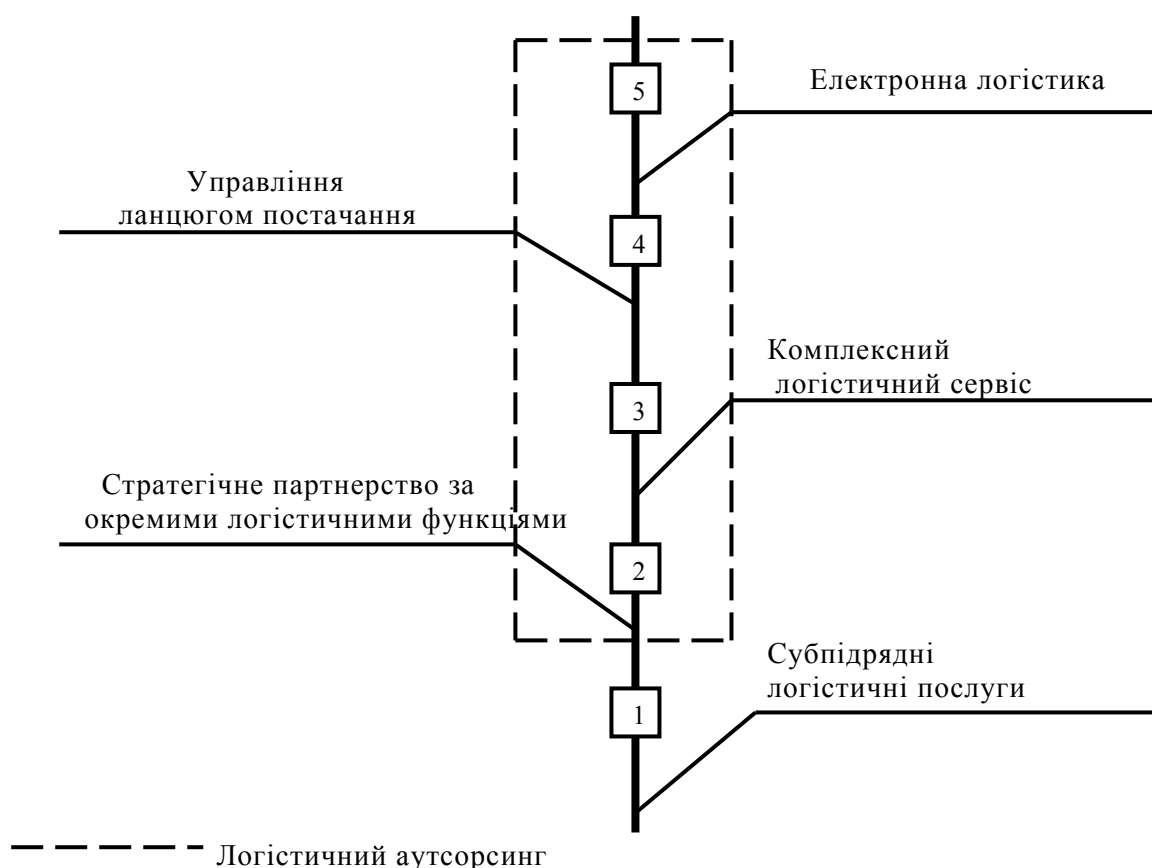 5
Електронна логістика
Управління
ланцюгом постачання
4
Комплексний
логістичний сервіс
3
Стратегічне партнерство за
окремими логістичними функціями
2
Субпідрядні
логістичні послуги
1
Логістичний аутсорсинг